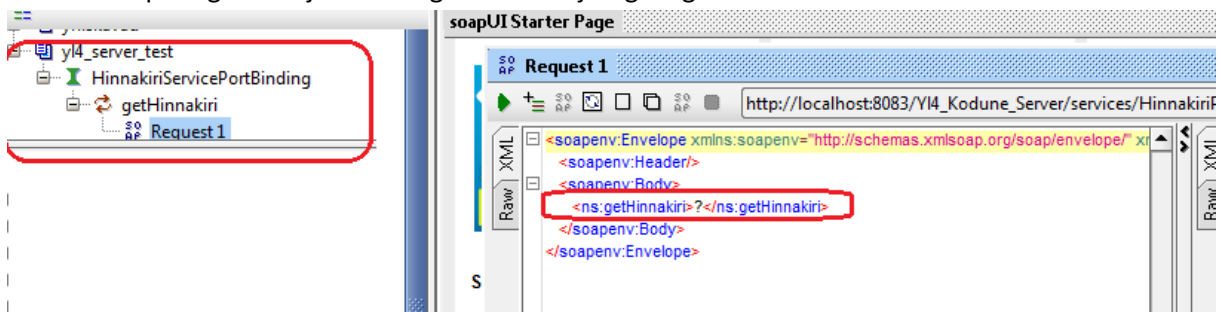 soapUI Starter Page
yl4_server_test
HinnakiriServicePortBinding
getHinnakiri
Request 1
Request 1
http://localhost:8083/Yl4_Kodune_Server/services/HinnakiriP
XML
Raw
<soapenv:Envelope xmlns:soapenv="http://schemas.xmlsoap.org/soap/envelope/"
<soapenv:Header/>
<soapenv:Body>
<ns:getHinnakiri>?</ns:getHinnakiri>
</soapenv:Body>
</soapenv:Envelope>
XML
Raw
S